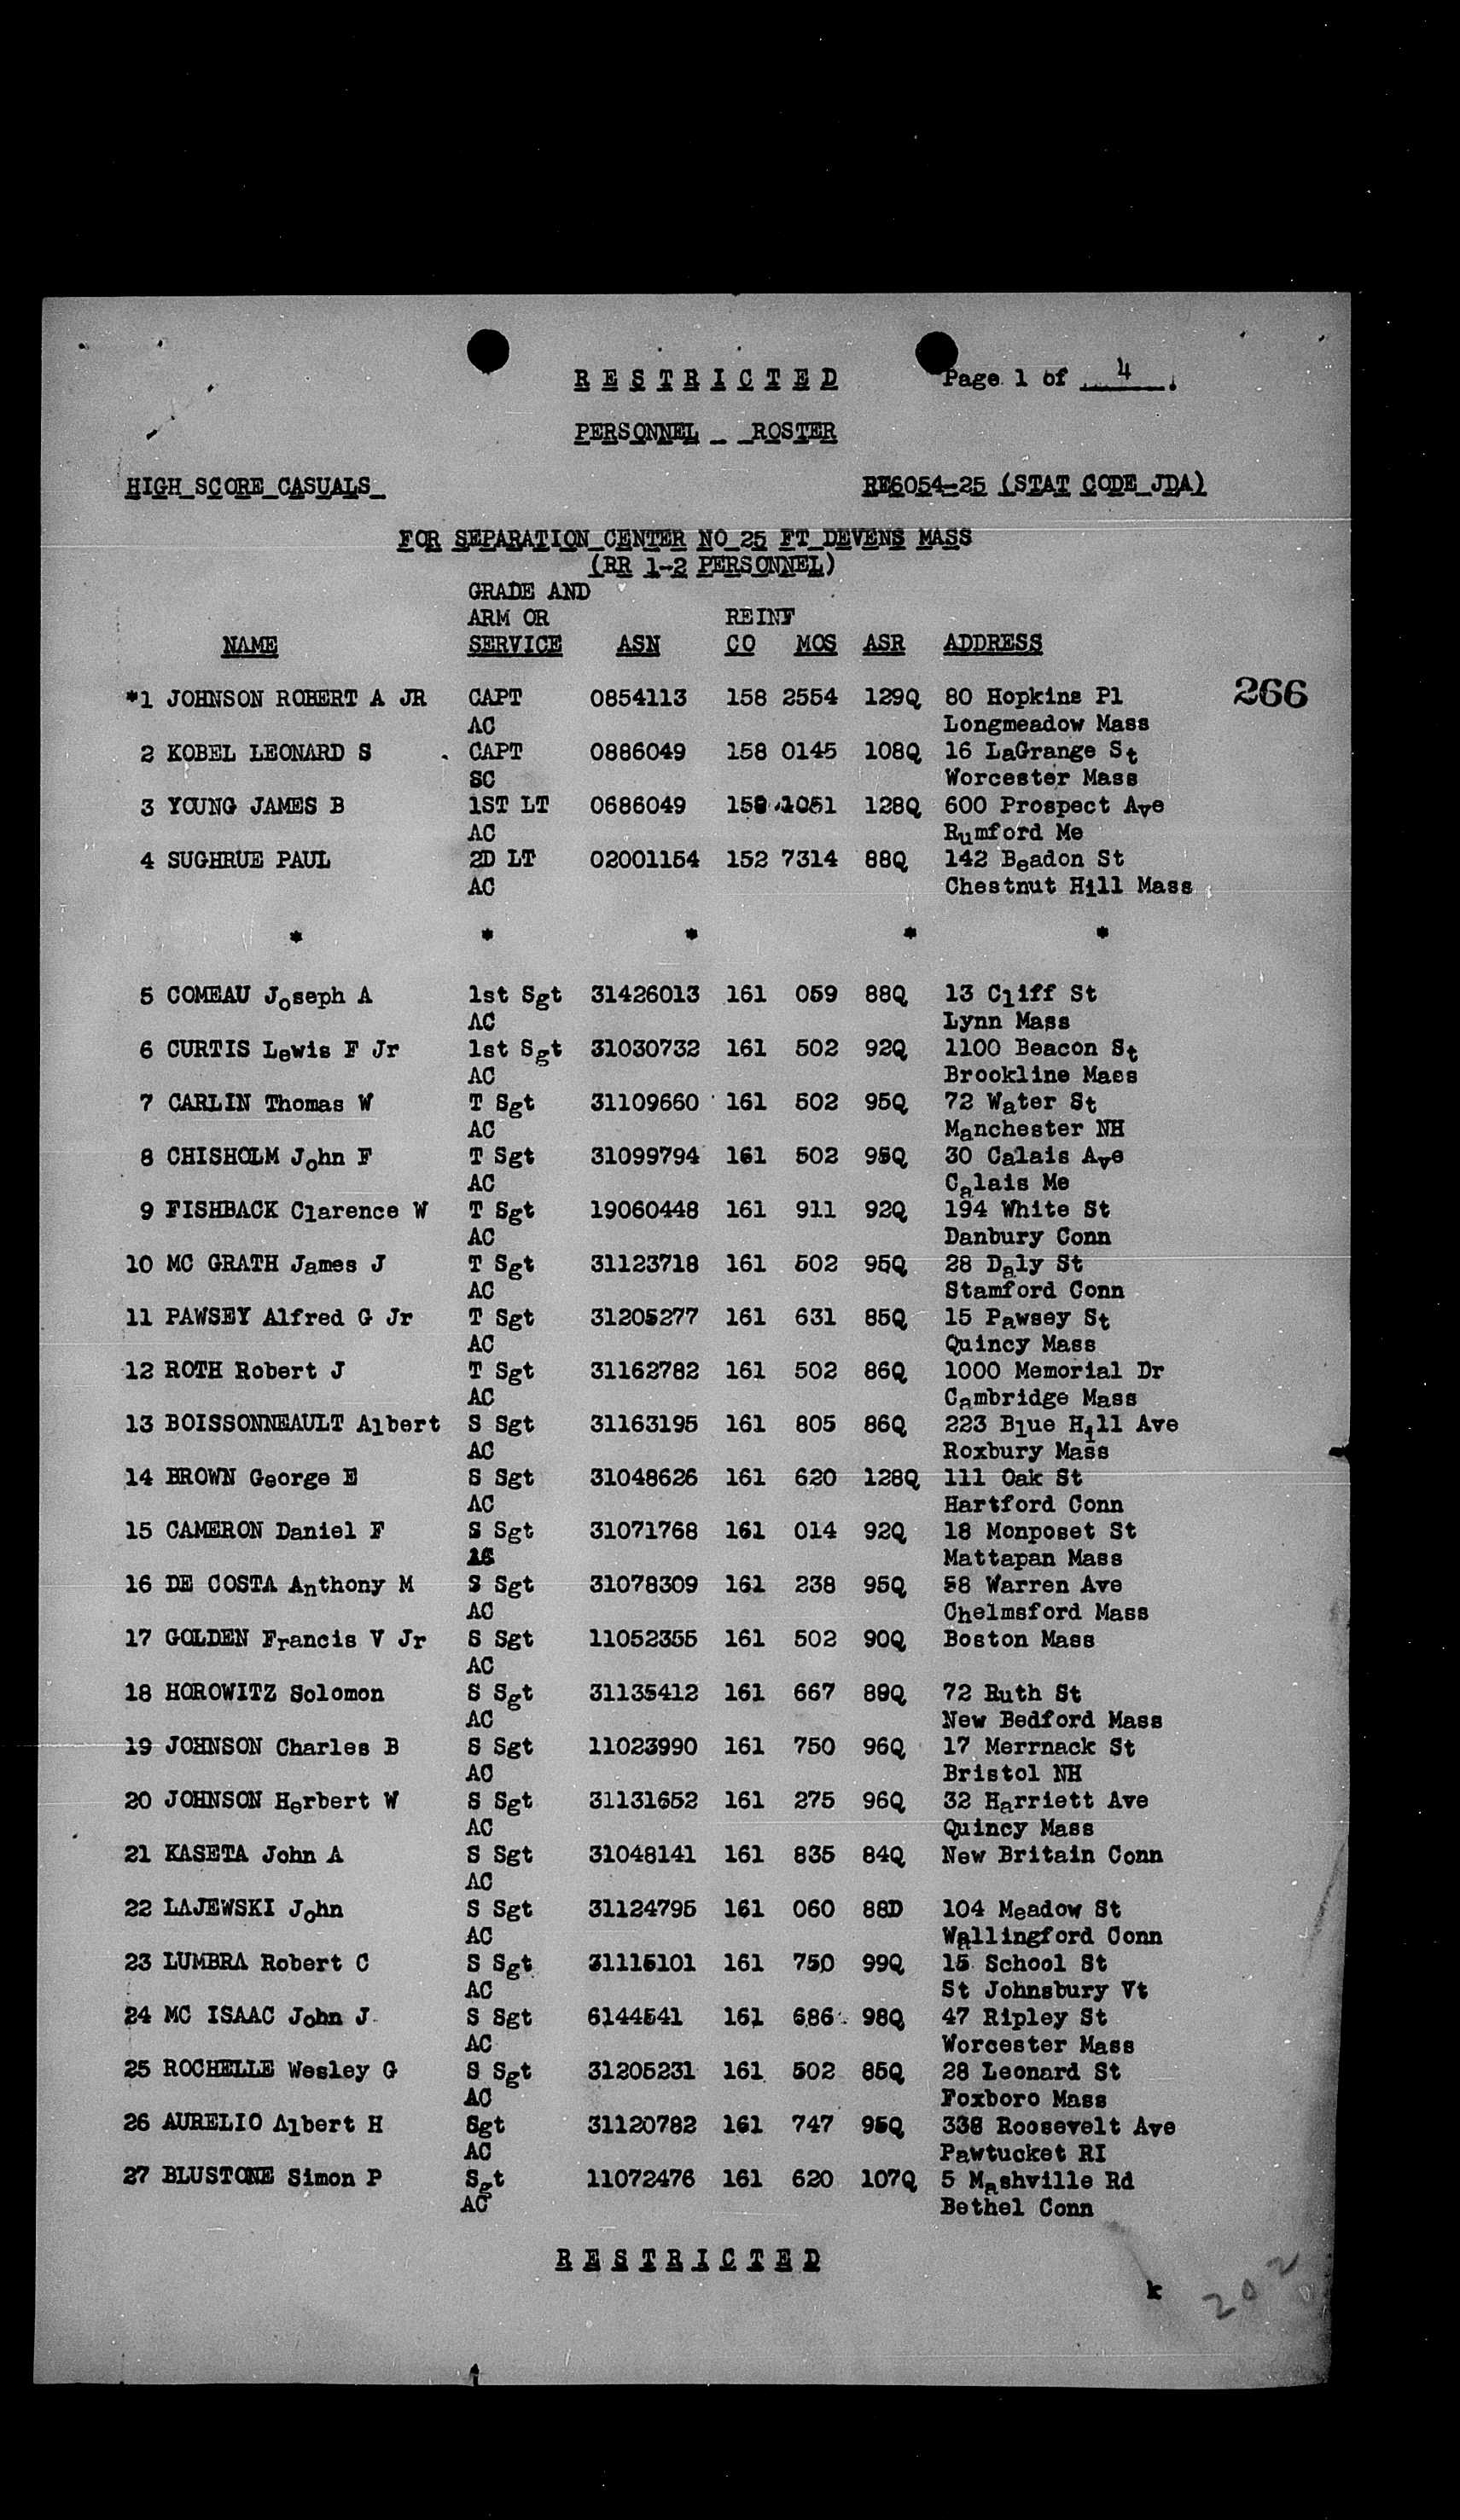 RESTRICTED Page 1 of 4.
PERSONNEL ROSTER
HIGH SCORE CASUALS RE6054-25 (STAT CODE JDA)
FOR SEPARATION CENTER NO 25 FT DEVENS MASS
(RR 1-2 PERSONNEL)
GRADE AND
ARM OR REINF
NAME SERVICE ASN CO MOS ASR ADDRESS
*1 JOHNSON ROBERT A JR CAPT 0854113 158 2554 129Q 80 Hopkins Pl 266
AC Longmeadow Mass
2 KOBEL LEONARD S CAPT 0886049 158 0145 108Q 16 LaGrange St
SC Worcester Mass
3 YOUNG JAMES B 1ST LT 0686049 158 1051 128Q 600 Prospect Ave
AC Rumford Me
4 SUGHRUE PAUL 2D LT 02001154 152 7314 88Q 142 Beadon St
AC Chestnut Hill Mass
* * * * *
5 COMEAU Joseph A 1st Sgt 31426013 161 059 88Q 13 Cliff St
AC Lynn Mass
6 CURTIS Lewis F Jr 1st Sgt 31030732 161 502 92Q 1100 Beacon St
AC Brookline Mass
7 CARLIN Thomas W T Sgt 31109660 161 502 95Q 72 Water St
AC Manchester NH
8 CHISHOLM John F T Sgt 31099794 161 502 95Q 30 Calais Ave
AC Calais Me
9 FISHBACK Clarence W T Sgt 19060448 161 911 92Q 194 White St
AC Danbury Conn
10 MC GRATH James J T Sgt 31123718 161 502 95Q 28 Daly St
AC Stamford Conn
11 PAWSEY Alfred G Jr T Sgt 31205277 161 631 85Q 15 Pawsey St
AC Quincy Mass
12 ROTH Robert J T Sgt 31162782 161 502 86Q 1000 Memorial Dr
AC Cambridge Mass
13 BOISSONNEAULT Albert S Sgt 31163195 161 805 86Q 223 Blue Hill Ave
AC Roxbury Mass
14 BROWN George E S Sgt 31048626 161 620 128Q 111 Oak St
AC Hartford Conn
15 CAMERON Daniel F S Sgt 31071768 161 014 92Q 18 Monposet St
Mattapan Mass
16 DE COSTA Anthony M S Sgt 31078309 161 238 95Q 58 Warren Ave
AC Chelmsford Mass
17 GOLDEN Francis V Jr S Sgt 11052355 161 502 90Q Boston Mass
AC
18 HOROWITZ Solomon S Sgt 31135412 161 667 72 Ruth St
AC New Bedford Mass
19 JOHNSON Charles B S Sgt 11023990 161 750 96Q 17 Merrnack St
AC Bristol NH
20 JOHNSON Herbert W S Sgt 31131652 161 275 96Q 32 Harriett Ave
AC Quincy Mass
21 KASETA John A S Sgt 31048141 161 835 84Q New Britain Conn
AC
22 LAJEWSKI John S Sgt 31124795 161 060 88D 104 Meadow St
AC Wallingford Conn
23 LUMBRA Robert C S Sgt 31115101 161 750 99Q 15 School St
AC St Johnsbury Vt
24 MC ISAAC John J S Sgt 6144541 161 686 98Q 47 Ripley St
AC Worcester Mass
25 ROCHELLE Wesley G S Sgt 31205231 161 502 85Q 28 Leonard St
AC Foxboro Mass
26 AURELIO Albert H Sgt 31120782 161 747 95Q 338 Roosevelt Ave
AC Pawtucket RI
27 BLUSTONE Simon P Sgt 11072476 161 620 107Q 5 Mashville Rd
AC Bethel Conn
RESTRICTED
k
202